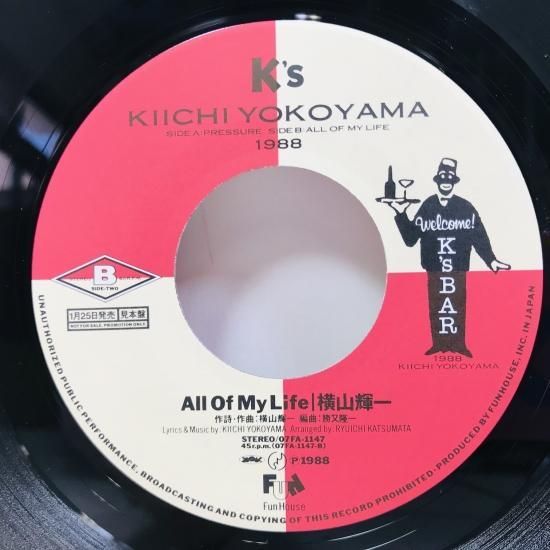 K's
KIICHI YOKOYAMA
SIDE A: PRESSURE SIDE B: ALL OF MY LIFE
1988
Welcome!
K's BAR
1988
KIICHI YOKOYAMA
B
SIDE-TWO
1月25日発売 見本盤
NOT FOR SALE. PROMOTION ONLY
All Of My Life|横山輝一
作詩・作曲:横山輝一 編曲:勝又隆一
Lyrics & Music by: KIICHI YOKOYAMA Arranged by: RYUICHI KATSUMATA
STEREO/07FA-1147
45r.p.m. (07FA-1147-B)
Ⓟ1988
FUN
Fun House
UNAUTHORIZED PUBLIC PERFORMANCE, BROADCASTING AND COPYING OF THIS RECORD PROHIBITED. PRODUCED BY FUNHOUSE, INC. IN JAPAN